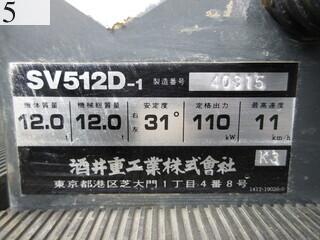 5
SV512D-1 製造番号 40315
機体質量 機械総質量 安定度 定格出力 最高速度
12.0 t 12.0 t 右左 31° 110 kW 11 km/h
酒井重工業株式會社 K3
東京都港区芝大門1丁目4番8号